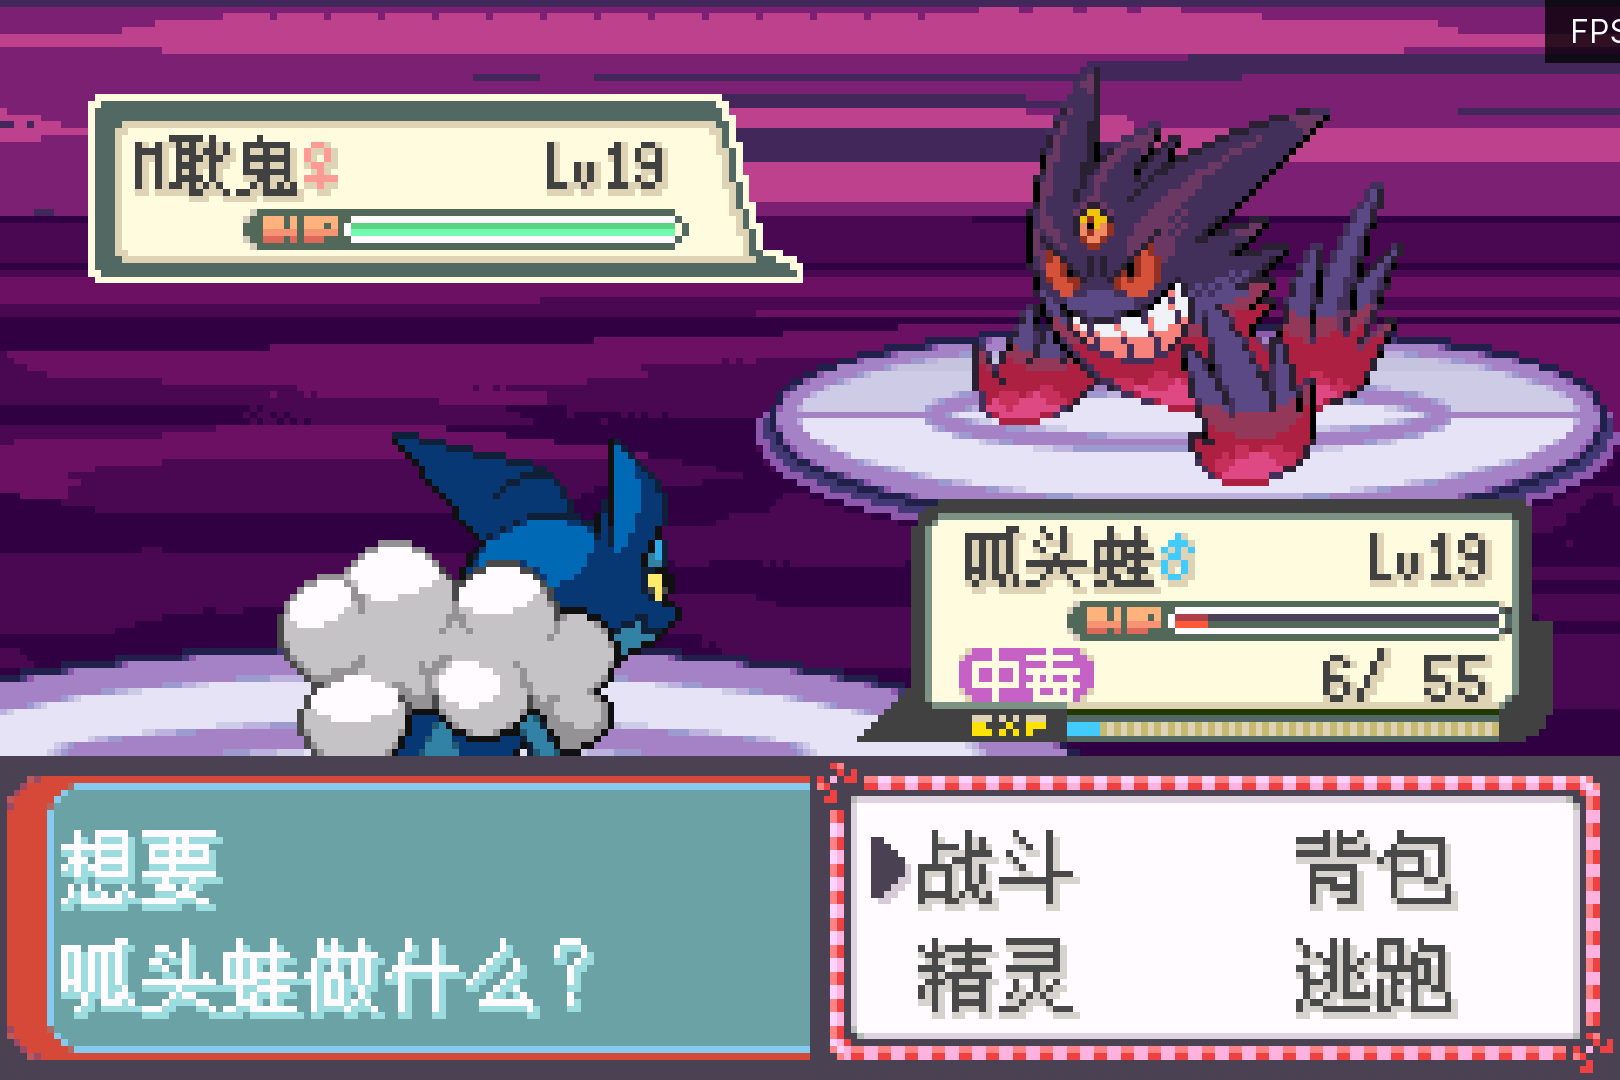 FPS
M耿鬼♀ Lv19
HP
呱头蛙♂ Lv19
HP
中毒 6/ 55
EXP
想要
呱头蛙做什么？
▶战斗 背包
精灵 逃跑